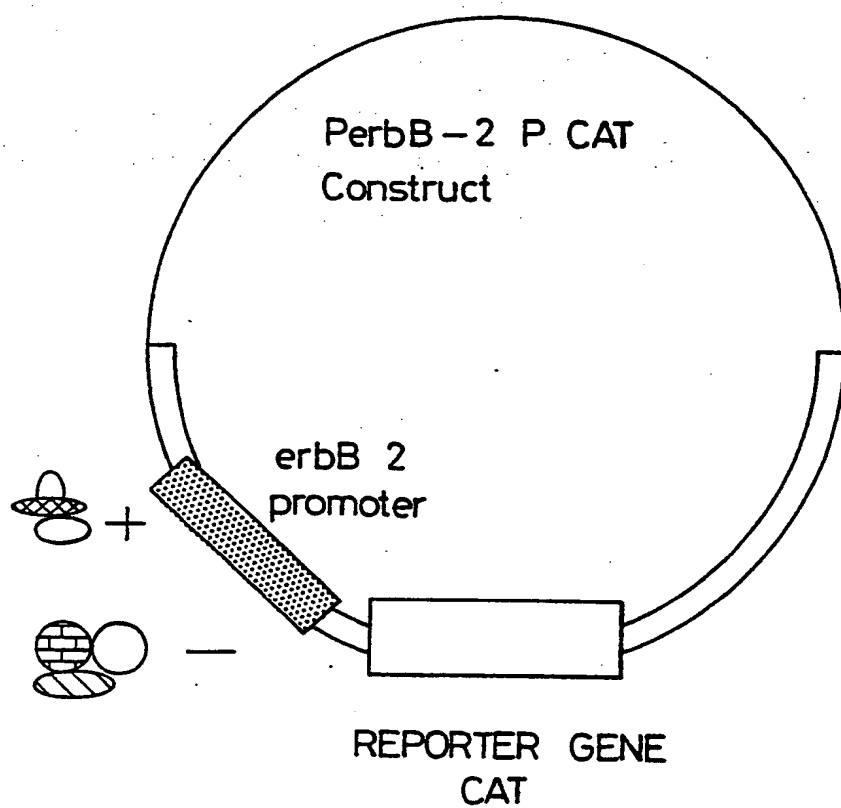 PerbB-2 P CAT
Construct
erbB 2
promoter
+
-
REPORTER GENE
CAT